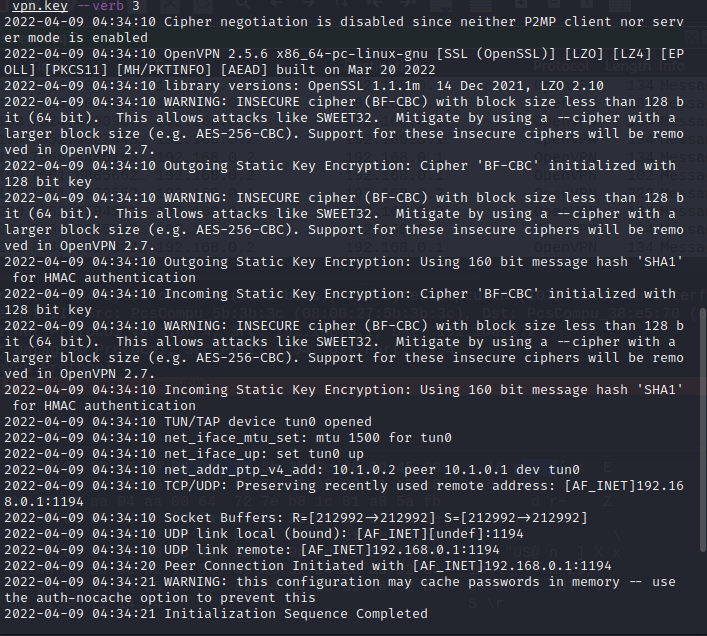 vpn.key --verb 3
2022-04-09 04:34:10 Cipher negotiation is disabled since neither P2MP client nor serv
er mode is enabled
2022-04-09 04:34:10 OpenVPN 2.5.6 x86_64-pc-linux-gnu [SSL (OpenSSL)] [LZO] [LZ4] [EP
OLL] [PKCS11] [MH/PKTINFO] [AEAD] built on Mar 20 2022
2022-04-09 04:34:10 library versions: OpenSSL 1.1.1m  14 Dec 2021, LZO 2.10
2022-04-09 04:34:10 WARNING: INSECURE cipher (BF-CBC) with block size less than 128 b
it (64 bit).  This allows attacks like SWEET32.  Mitigate by using a --cipher with a
larger block size (e.g. AES-256-CBC). Support for these insecure ciphers will be remo
ved in OpenVPN 2.7.
2022-04-09 04:34:10 Outgoing Static Key Encryption: Cipher 'BF-CBC' initialized with
128 bit key
2022-04-09 04:34:10 WARNING: INSECURE cipher (BF-CBC) with block size less than 128 b
it (64 bit).  This allows attacks like SWEET32.  Mitigate by using a --cipher with a
larger block size (e.g. AES-256-CBC). Support for these insecure ciphers will be remo
ved in OpenVPN 2.7.
2022-04-09 04:34:10 Outgoing Static Key Encryption: Using 160 bit message hash 'SHA1'
 for HMAC authentication
2022-04-09 04:34:10 Incoming Static Key Encryption: Cipher 'BF-CBC' initialized with
128 bit key
2022-04-09 04:34:10 WARNING: INSECURE cipher (BF-CBC) with block size less than 128 b
it (64 bit).  This allows attacks like SWEET32.  Mitigate by using a --cipher with a
larger block size (e.g. AES-256-CBC). Support for these insecure ciphers will be remo
ved in OpenVPN 2.7.
2022-04-09 04:34:10 Incoming Static Key Encryption: Using 160 bit message hash 'SHA1'
 for HMAC authentication
2022-04-09 04:34:10 TUN/TAP device tun0 opened
2022-04-09 04:34:10 net_iface_mtu_set: mtu 1500 for tun0
2022-04-09 04:34:10 net_iface_up: set tun0 up
2022-04-09 04:34:10 net_addr_ptp_v4_add: 10.1.0.2 peer 10.1.0.1 dev tun0
2022-04-09 04:34:10 TCP/UDP: Preserving recently used remote address: [AF_INET]192.16
8.0.1:1194
2022-04-09 04:34:10 Socket Buffers: R=[212992→212992] S=[212992→212992]
2022-04-09 04:34:10 UDP link local (bound): [AF_INET][undef]:1194
2022-04-09 04:34:10 UDP link remote: [AF_INET]192.168.0.1:1194
2022-04-09 04:34:20 Peer Connection Initiated with [AF_INET]192.168.0.1:1194
2022-04-09 04:34:21 WARNING: this configuration may cache passwords in memory -- use
the auth-nocache option to prevent this
2022-04-09 04:34:21 Initialization Sequence Completed